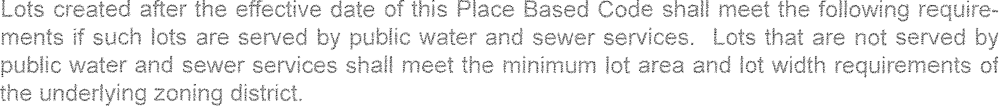 Lots created after the effective date of this Place Based Code shall meet the following require-
ments if such lots are served by public water and sewer services.  Lots that are not served by
public water and sewer services shall meet the minimum lot area and lot width requirements of
the underlying zoning district.